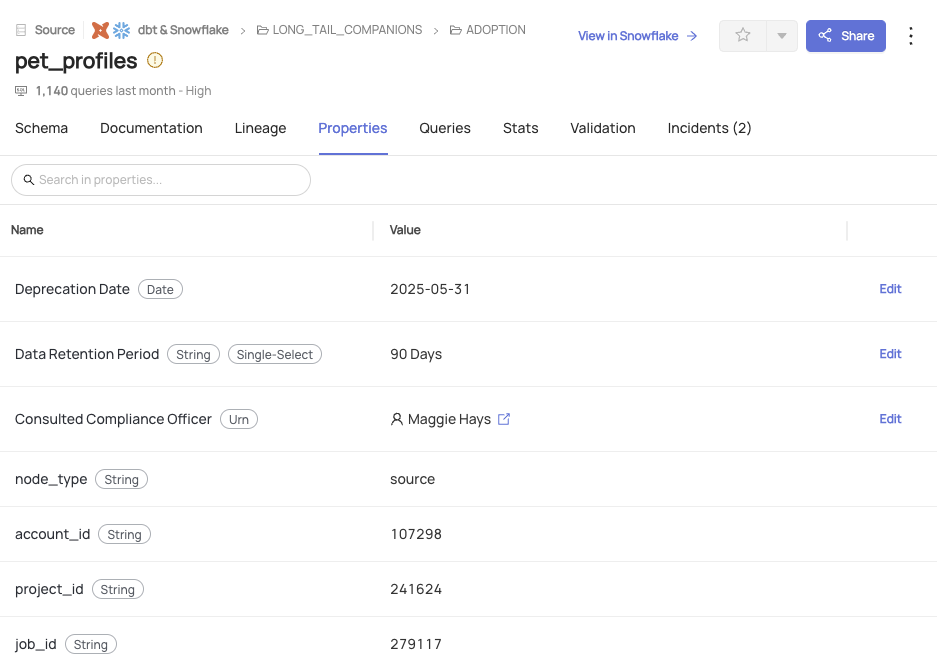 Source dbt & Snowflake > LONG_TAIL_COMPANIONS > ADOPTION
View in Snowflake → Share
pet_profiles
1,140 queries last month - High
Schema Documentation Lineage Properties Queries Stats Validation Incidents (2)
Search in properties...
Name Value
Deprecation Date Date 2025-05-31 Edit
Data Retention Period String Single-Select 90 Days Edit
Consulted Compliance Officer Urn Maggie Hays Edit
node_type String source
account_id String 107298
project_id String 241624
job_id String 279117